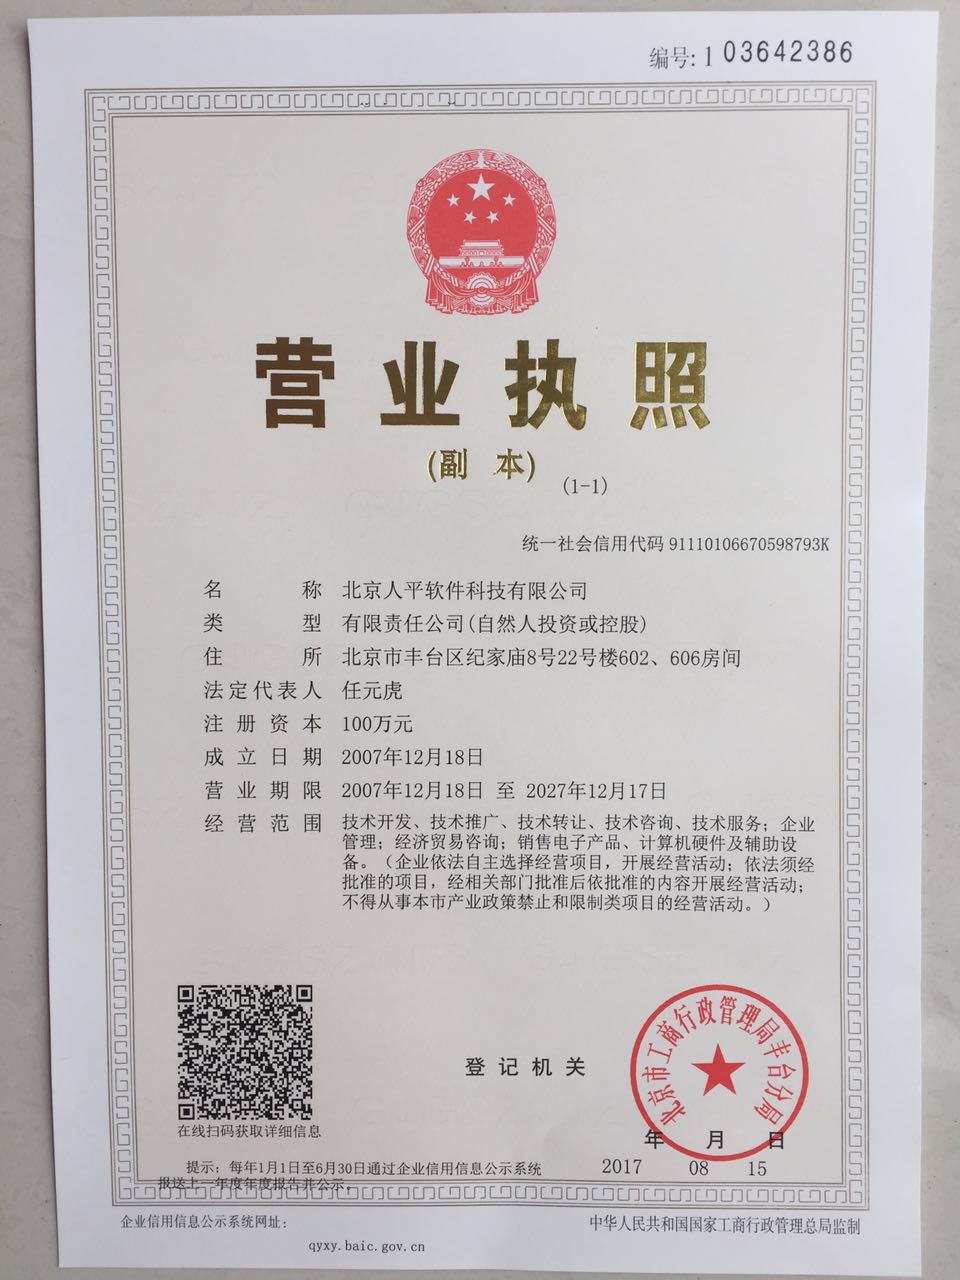 编号: 1 03642386
营业执照
(副 本)
(1-1)
统一社会信用代码 91110106670598793K
名 称 北京人平软件科技有限公司
类 型 有限责任公司(自然人投资或控股)
住 所 北京市丰台区纪家庙8号22号楼602、606房间
法定代表人 任元虎
注 册 资 本 100万元
成 立 日 期 2007年12月18日
营 业 期 限 2007年12月18日 至 2027年12月17日
经 营 范 围 技术开发、技术推广、技术转让、技术咨询、技术服务；企业
管理；经济贸易咨询；销售电子产品、计算机硬件及辅助设
备。（企业依法自主选择经营项目，开展经营活动；依法须经
批准的项目，经相关部门批准后依批准的内容开展经营活动；
不得从事本市产业政策禁止和限制类项目的经营活动。）
在线扫码获取详细信息
登 记 机 关
北京市工商行政管理局丰台分局
年 月 日
2017 08 15
提示：每年1月1日至6月30日通过企业信用信息公示系统
报送上一年度年度报告并公示。
企业信用信息公示系统网址：
qyxy.baic.gov.cn
中华人民共和国国家工商行政管理总局监制